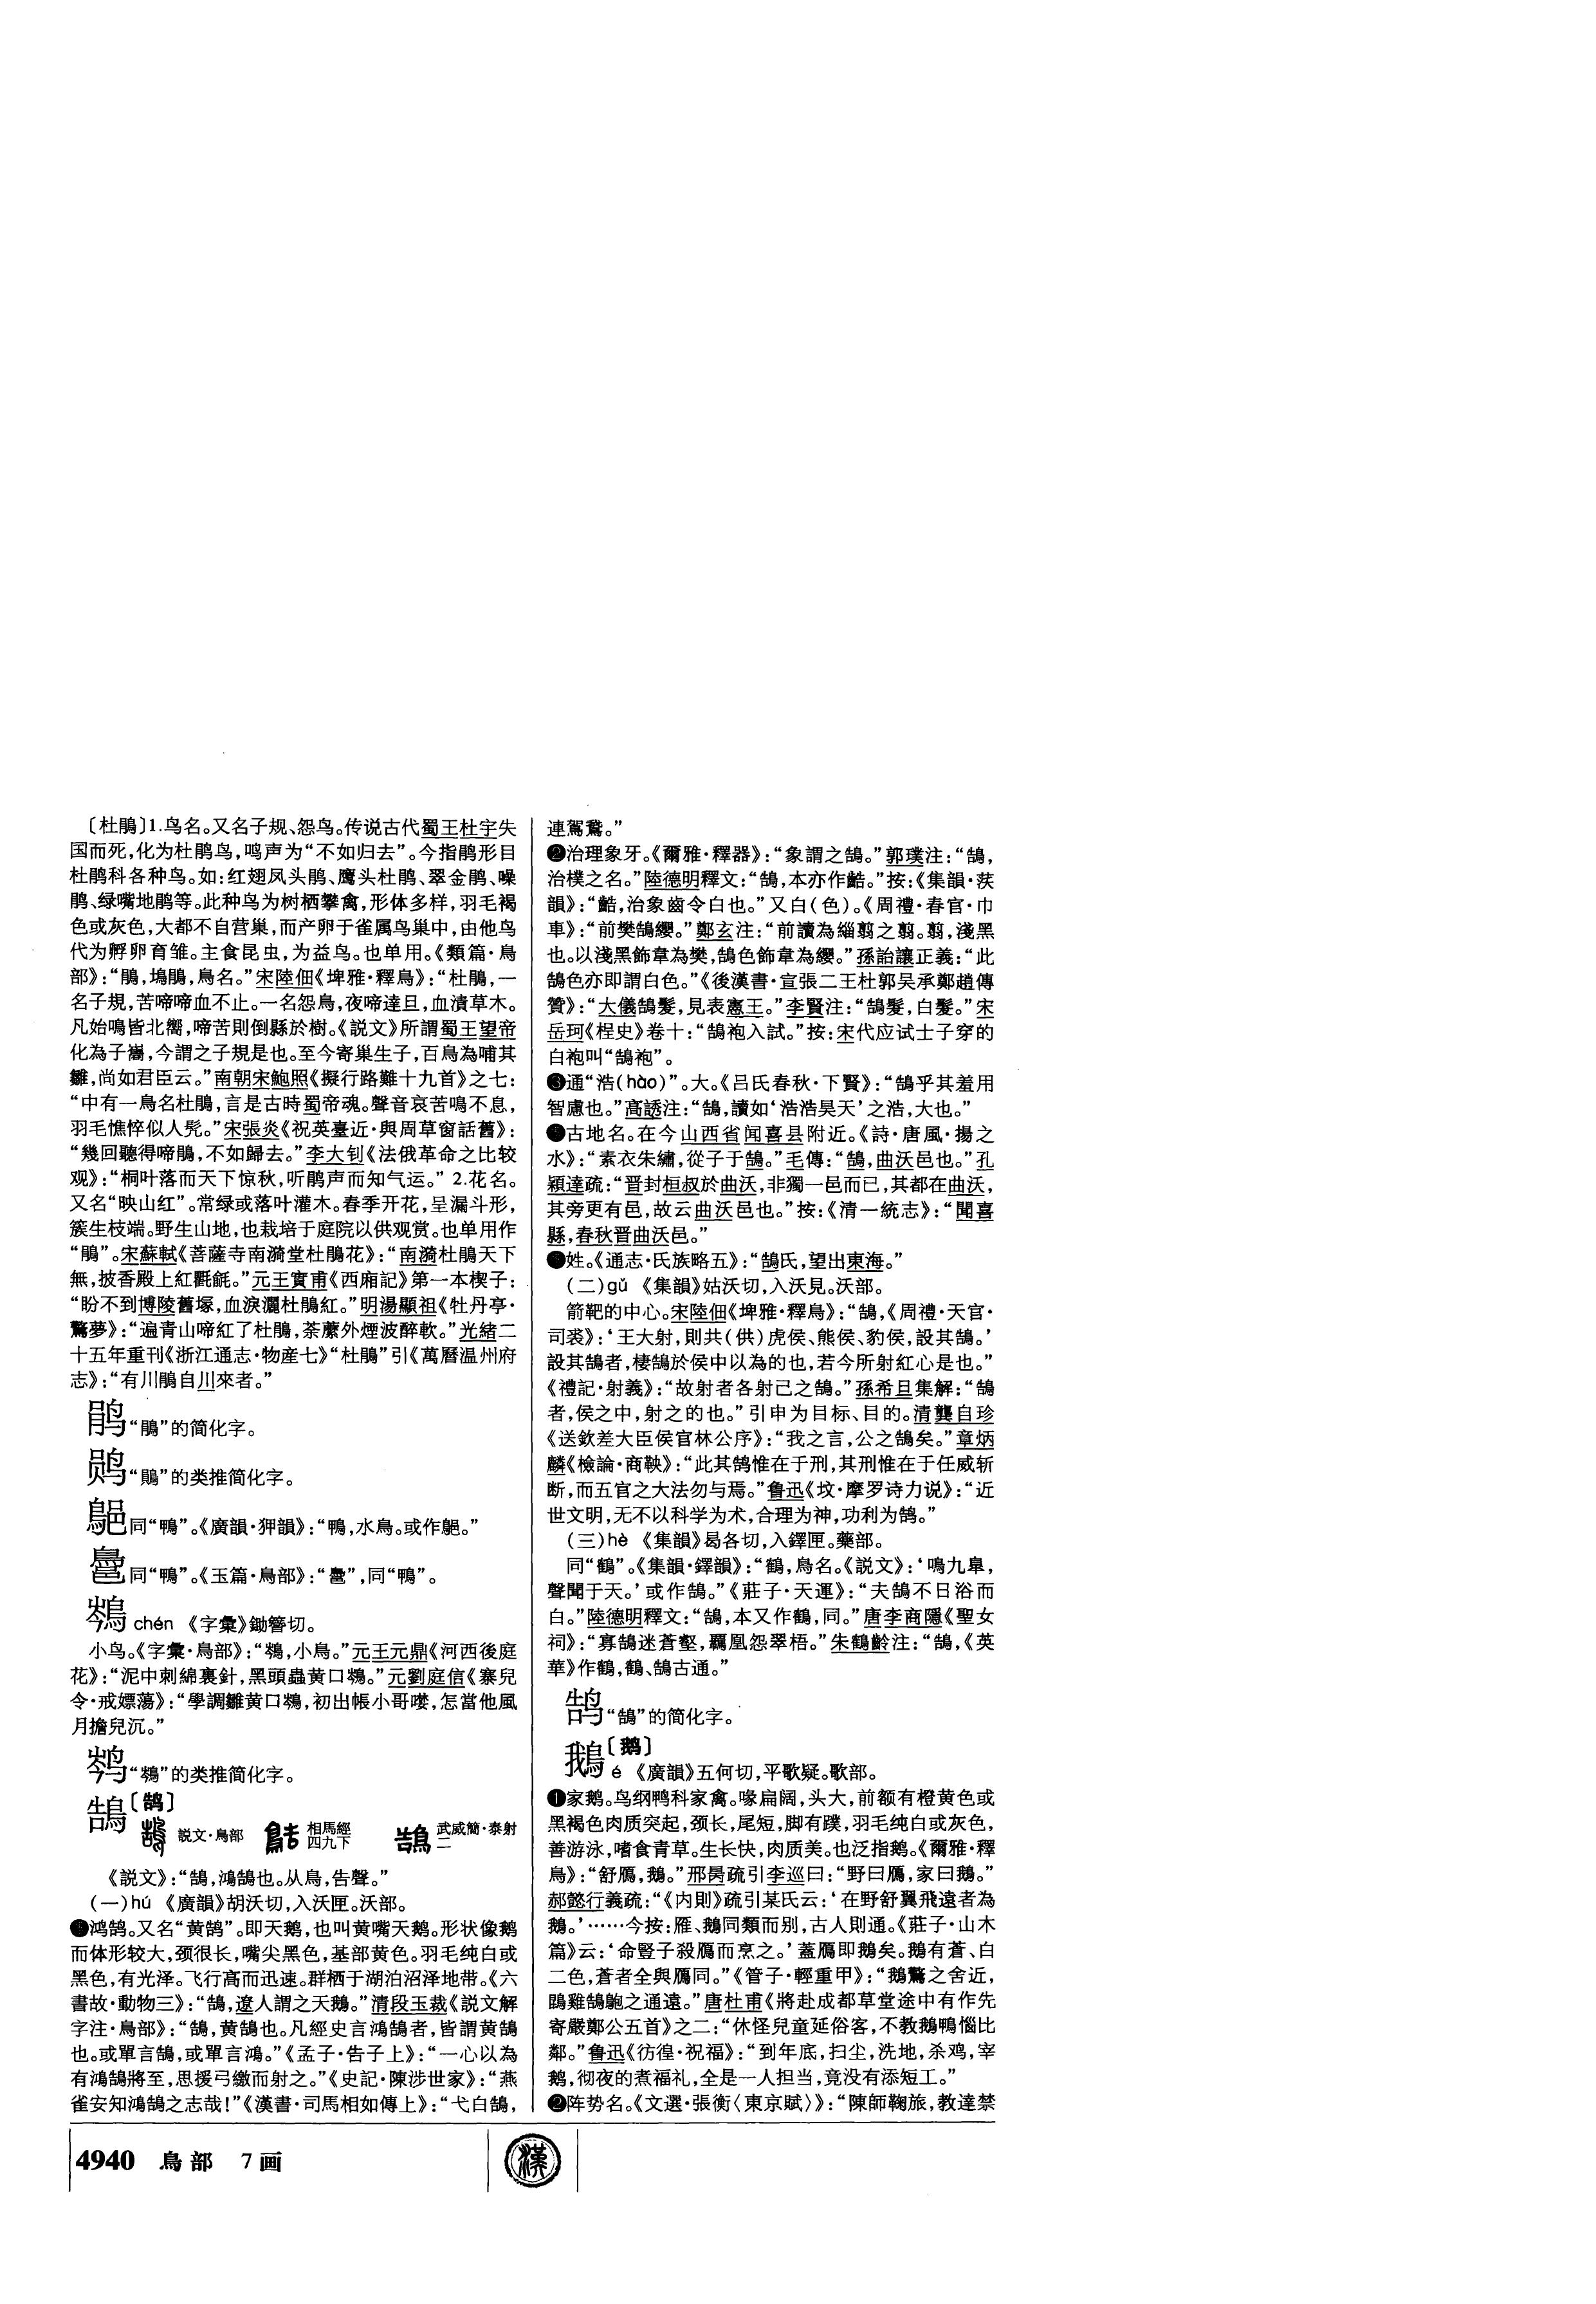 〔杜鵑〕1.鸟名。又名子规、怨鸟。传说古代蜀王杜宇失
国而死,化为杜鹃鸟,鸣声为“不如归去”。今指鹃形目
杜鹃科各种鸟。如:红翅凤头鹃、鹰头杜鹃、翠金鹃、噪
鹃、绿嘴地鹃等。此种鸟为树栖攀禽,形体多样,羽毛褐
色或灰色,大都不自营巢,而产卵于雀属鸟巢中,由他鸟
代为孵卵育雏。主食昆虫,为益鸟。也单用。《類篇·鳥
部》:“鵑,塢鵑,鳥名。”宋陸佃《埤雅·釋鳥》:“杜鵑,一
名子規,苦啼啼血不止。一名怨鳥,夜啼達旦,血漬草木。
凡始鳴皆北嚮,啼苦則倒縣於樹。《説文》所謂蜀王望帝
化為子巂,今謂之子規是也。至今寄巢生子,百鳥為哺其
雛,尚如君臣云。”南朝宋鮑照《擬行路難十九首》之七:
“中有一鳥名杜鵑,言是古時蜀帝魂。聲音哀苦鳴不息,
羽毛憔悴似人髡。”宋張炎《祝英臺近·與周草窗話舊》:
“幾回聽得啼鵑,不如歸去。”李大钊《法俄革命之比较
观》:“桐叶落而天下惊秋,听鹃声而知气运。”2.花名。
又名“映山红”。常绿或落叶灌木。春季开花,呈漏斗形,
簇生枝端。野生山地,也栽培于庭院以供观赏。也单用作
“鵑”。宋蘇軾《菩薩寺南漪堂杜鵑花》:“南漪杜鵑天下
無,披香殿上紅氍毹。”元王實甫《西廂記》第一本楔子:
“盼不到博陵舊塚,血淚灑杜鵑紅。”明湯顯祖《牡丹亭·
驚夢》:“遍青山啼紅了杜鵑,荼蘼外煙波醉軟。”光緒二
十五年重刊《浙江通志·物産七》“杜鵑”引《萬曆温州府
志》:“有川鵑自川來者。”
鹃“鵑”的简化字。
“鵙”的类推简化字。
同“鴨”。《廣韻·狎韻》:“鴨,水鳥。或作䳌。”
同“鴨”。《玉篇·鳥部》:“”,同“鴨”。
chén 《字彙》鋤簪切。
小鸟。《字彙·鳥部》:“,小鳥。”元王元鼎《河西後庭
花》:“泥中刺綿裏針,黑頭蟲黄口。”元劉庭信《寨兒
令·戒嫖蕩》:“學調雛黄口,初出帳小哥喽,怎當他風
月擔兒沉。”
“”的类推简化字。
鵠〔鹄〕
説文·鳥部 相馬經四九下 武威簡·泰射二
《説文》:“鵠,鴻鵠也。从鳥,告聲。”
(一)hú 《廣韻》胡沃切,入沃匣。沃部。
❶鸿鹄。又名“黄鹄”。即天鹅,也叫黄嘴天鹅。形状像鹅
而体形较大,颈很长,嘴尖黑色,基部黄色。羽毛纯白或
黑色,有光泽。飞行高而迅速。群栖于湖泊沼泽地带。《六
書故·動物三》:“鵠,遼人謂之天鵝。”清段玉裁《説文解
字注·鳥部》:“鵠,黄鵠也。凡經史言鴻鵠者,皆謂黄鵠
也。或單言鵠,或單言鴻。”《孟子·告子上》:“一心以為
有鴻鵠將至,思援弓繳而射之。”《史記·陳涉世家》:“燕
雀安知鴻鵠之志哉!”《漢書·司馬相如傳上》:“弋白鵠,
連駕鵞。”
❷治理象牙。《爾雅·釋器》:“象謂之鵠。”郭璞注:“鵠,
治樸之名。”陸德明釋文:“鵠,本亦作䶜。”按:《集韻·茨
韻》:“䶜,治象齒令白也。”又白(色)。《周禮·春官·巾
車》:“前樊鵠纓。”鄭玄注:“前讀為緇翦之翦。翦,淺黑
也。以淺黑飾韋為樊,鵠色飾韋為纓。”孫詒讓正義:“此
鵠色亦即謂白色。”《後漢書·宣張二王杜郭吴承鄭趙傳
贊》:“大儀鵠髮,見表憲王。”李賢注:“鵠髮,白髮。”宋
岳珂《桯史》卷十:“鵠袍入試。”按:宋代应试士子穿的
白袍叫“鵠袍”。
❸通“浩(hào)”。大。《吕氏春秋·下賢》:“鵠乎其羞用
智慮也。”高誘注:“鵠,讀如‘浩浩昊天’之浩,大也。”
古地名。在今山西省闻喜县附近。《詩·唐風·揚之
水》:“素衣朱繡,從子于鵠。”毛傳:“鵠,曲沃邑也。”孔
穎達疏:“晋封桓叔於曲沃,非獨一邑而已,其都在曲沃,
其旁更有邑,故云曲沃邑也。”按:《清一統志》:“聞喜
縣,春秋晋曲沃邑。”
姓。《通志·氏族略五》:“鵠氏,望出東海。”
(二)gǔ 《集韻》姑沃切,入沃見。沃部。
箭靶的中心。宋陸佃《埤雅·釋鳥》:“鵠,《周禮·天官·
司裘》:‘王大射,則共(供)虎侯、熊侯、豹侯,設其鵠。’
設其鵠者,棲鵠於侯中以為的也,若今所射紅心是也。”
《禮記·射義》:“故射者各射己之鵠。”孫希旦集解:“鵠
者,侯之中,射之的也。”引申为目标、目的。清龔自珍
《送欽差大臣侯官林公序》:“我之言,公之鵠矣。”章炳
麟《檢論·商鞅》:“此其鹄惟在于刑,其刑惟在于任威斩
断,而五官之大法勿与焉。”鲁迅《坟·摩罗诗力说》:“近
世文明,无不以科学为术,合理为神,功利为鹄。”
(三)hè 《集韻》曷各切,入鐸匣。藥部。
同“鶴”。《集韻·鐸韻》:“鶴,鳥名。《説文》:‘鳴九臯,
聲聞于天。’或作鵠。”《莊子·天運》:“夫鵠不日浴而
白。”陸德明釋文:“鵠,本又作鶴,同。”唐李商隱《聖女
祠》:“寡鵠迷蒼壑,羈凰怨翠梧。”朱鶴齡注:“鵠,《英
華》作鶴,鶴、鵠古通。”
鹄“鵠”的简化字。
鵝〔鹅〕
é 《廣韻》五何切,平歌疑。歌部。
❶家鹅。鸟纲鸭科家禽。喙扁阔,头大,前额有橙黄色或
黑褐色肉质突起,颈长,尾短,脚有蹼,羽毛纯白或灰色,
善游泳,嗜食青草。生长快,肉质美。也泛指鹅。《爾雅·釋
鳥》:“舒鴈,鵝。”邢昺疏引李巡曰:“野曰鴈,家曰鵝。”
郝懿行義疏:“《内則》疏引某氏云:‘在野舒翼飛遠者為
鵝。’……今按:雁、鵝同類而别,古人則通。《莊子·山木
篇》云:‘命豎子殺鴈而烹之。’蓋鴈即鵝矣。鵝有蒼、白
二色,蒼者全與鴈同。”《管子·輕重甲》:“鵝鶩之舍近,
鵾雞鵠䳈之通遠。”唐杜甫《將赴成都草堂途中有作先
寄嚴鄭公五首》之二:“休怪兒童延俗客,不教鵝鴨惱比
鄰。”鲁迅《彷徨·祝福》:“到年底,扫尘,洗地,杀鸡,宰
鹅,彻夜的煮福礼,全是一人担当,竟没有添短工。”
❷阵势名。《文選·張衡〈東京賦〉》:“陳師鞠旅,教達禁
4940 鳥部 7画
漢